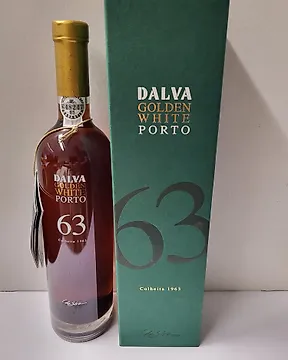 DALVA
GOLDEN
WHITE
PORTO
63
Colheita 1963
DALVA
GOLDEN
WHITE
PORTO
63
Colheita 1963